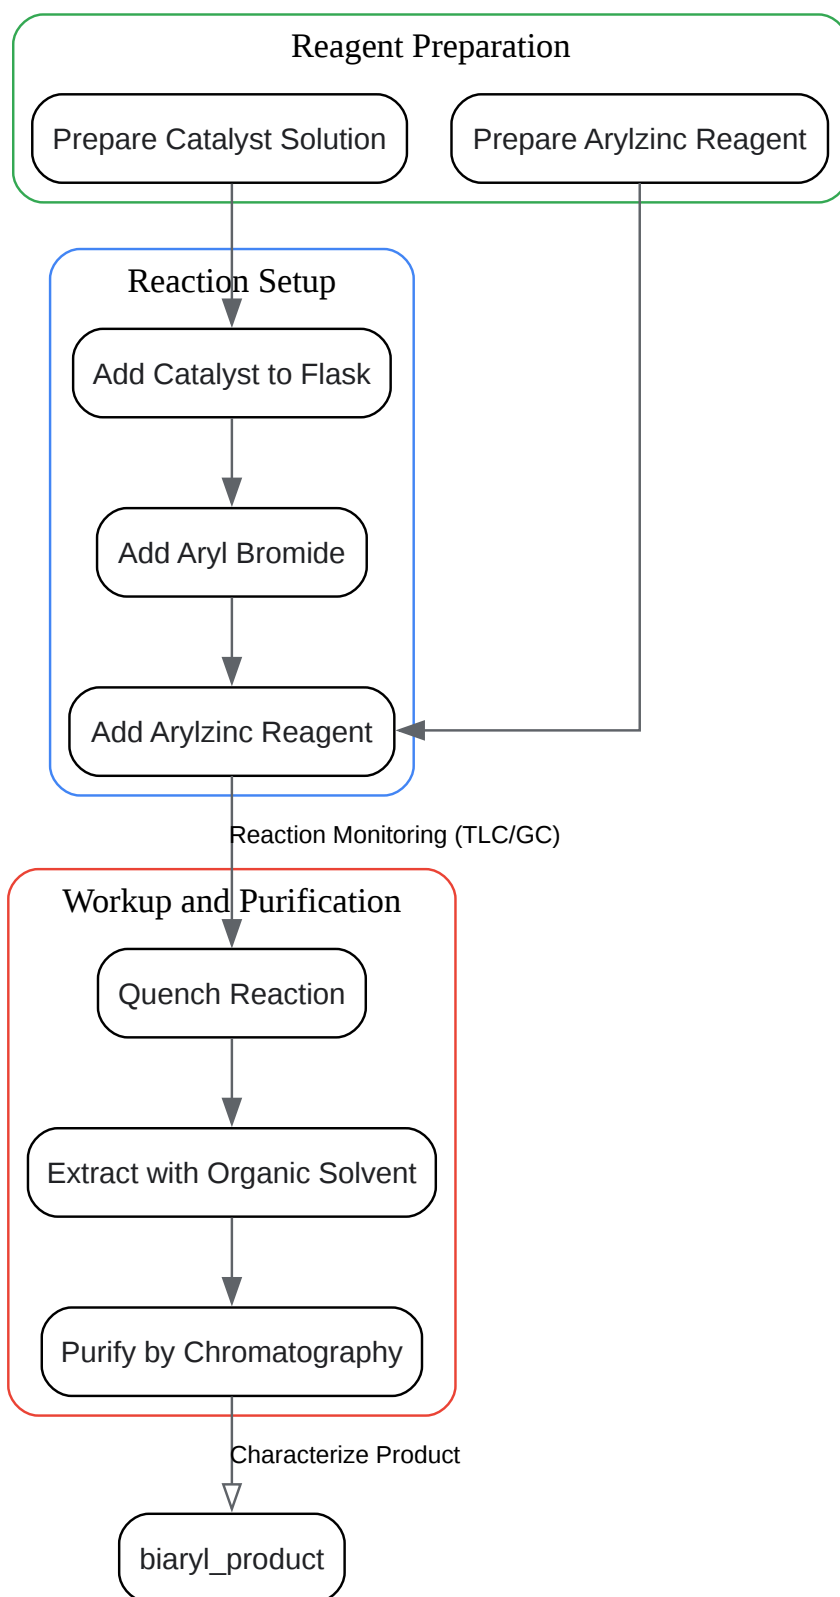 Reagent Preparation
Prepare Catalyst Solution
Prepare Arylzinc Reagent
Reaction Setup
Add Catalyst to Flask
Add Aryl Bromide
Add Arylzinc Reagent
Reaction Monitoring (TLC/GC)
Workup and Purification
Quench Reaction
Extract with Organic Solvent
Purify by Chromatography
Characterize Product
biaryl_product